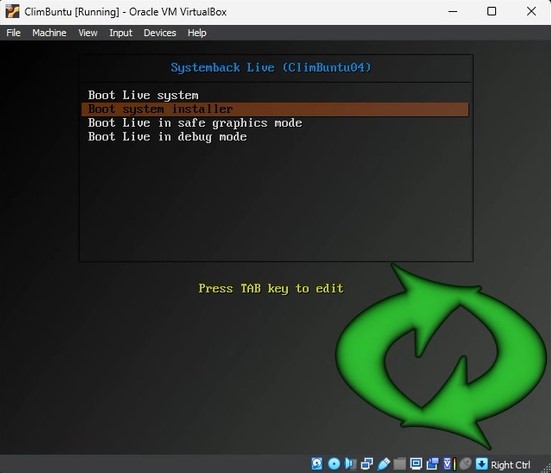 ClimBuntu [Running] - Oracle VM VirtualBox
File Machine View Input Devices Help
Systemback Live (ClimBuntu04)
Boot Live system
Boot system installer
Boot Live in safe graphics mode
Boot Live in debug mode
Press TAB key to edit
Right Ctrl